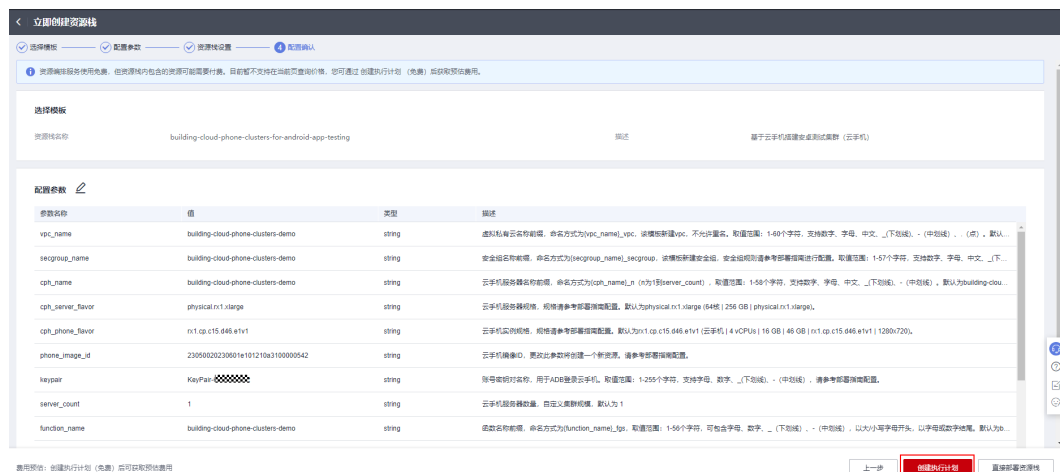 立即创建资源栈
选择模板
配置参数
资源栈设置
4 配置确认
资源编排服务使用免费，但资源栈内包含的资源可能需要付费。目前暂不支持在当前页查询价格，您可通过 创建执行计划 （免费）后获取预估费用。
选择模板
资源栈名称 building-cloud-phone-clusters-for-android-app-testing 描述 基于云手机搭建安卓测试集群（云手机）
配置参数
参数名称 值 类型 描述
vpc_name building-cloud-phone-clusters-demo string 虚拟私有云名称前缀，命名方式为{vpc_name}_vpc，该模板新建vpc，不允许重名。取值范围：1-60个字符，支持数字、字母、中文、_(下划线)、-（中划线）、.（点）。默认...
secgroup_name building-cloud-phone-clusters-demo string 安全组名称前缀，命名方式为{secgroup_name}_secgroup，该模板新建安全组，安全组规则请参考部署指南进行配置。取值范围：1-57个字符，支持数字、字母、中文、_(下...
cph_name building-cloud-phone-clusters-demo string 云手机服务器名称前缀，命名方式为{cph_name}_n（n为1到server_count），取值范围：1-58个字符，支持数字、字母、中文、_(下划线)、-（中划线）。默认为building-clou...
cph_server_flavor physical.rx1.xlarge string 云手机服务器规格，规格请参考部署指南配置。默认为physical.rx1.xlarge (64核 | 256 GB | physical.rx1.xlarge)。
cph_phone_flavor rx1.cp.c15.d46.e1v1 string 云手机实例规格，规格请参考部署指南配置。默认为rx1.cp.c15.d46.e1v1 (云手机 | 4 vCPUs | 16 GB | 46 GB | rx1.cp.c15.d46.e1v1 | 1280x720)。
phone_image_id 23050020230601e101210a3100000542 string 云手机镜像ID，更改此参数将创建一个新资源。请参考部署指南配置。
keypair KeyPair- string 账号密钥对名称，用于ADB登录云手机。取值范围：1-255个字符，支持字母、数字、_(下划线)、-（中划线），请参考部署指南配置。
server_count 1 string 云手机服务器数量，自定义集群规模，默认为 1
function_name building-cloud-phone-clusters-demo string 函数名称前缀，命名方式为{function_name}_fgs，取值范围：1-56个字符，可包含字母、数字、_（下划线）、-（中划线），以大/小写字母开头，以字母或数字结尾。默认为b...
费用预估：创建执行计划（免费）后可获取预估费用
上一步 创建执行计划 直接部署资源栈